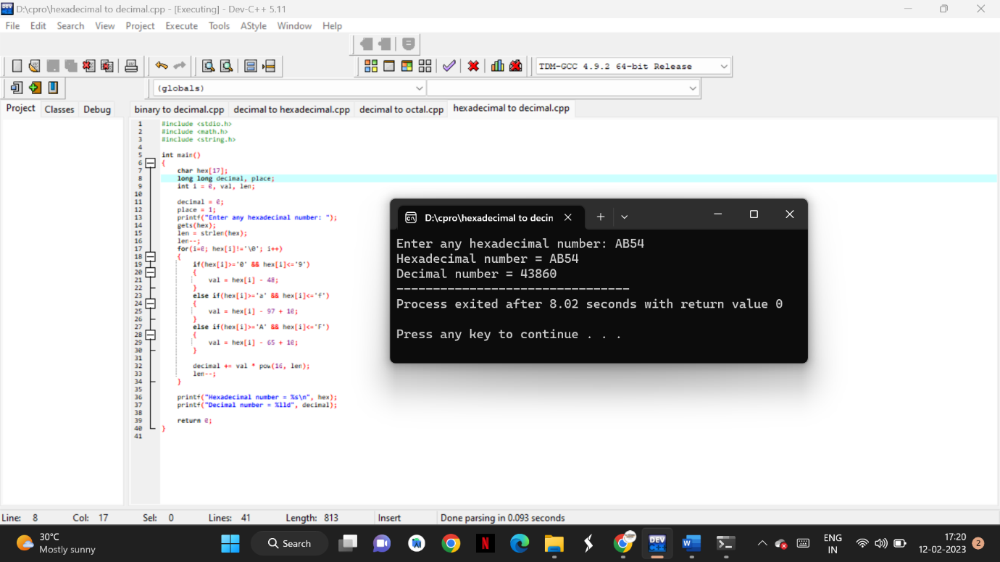 D:\cpro\hexadecimal to decimal.cpp - [Executing] - Dev-C++ 5.11
File Edit Search View Project Execute Tools AStyle Window Help
TDM-GCC 4.9.2 64-bit Release
(globals)
Project Classes Debug
binary to decimal.cpp decimal to hexadecimal.cpp decimal to octal.cpp hexadecimal to decimal.cpp
1 #include <stdio.h>
2 #include <math.h>
3 #include <string.h>
4
5 int main()
6 {
7 char hex[17];
8 long long decimal, place;
9 int i = 0, val, len;
10
11 decimal = 0;
12 place = 1;
13 printf("Enter any hexadecimal number: ");
14 gets(hex);
15 len = strlen(hex);
16 len--;
17 for(i=0; hex[i]!='\0'; i++)
18 {
19 if(hex[i]>='0' && hex[i]<='9')
20 {
21 val = hex[i] - 48;
22 }
23 else if(hex[i]>='a' && hex[i]<='f')
24 {
25 val = hex[i] - 97 + 10;
26 }
27 else if(hex[i]>='A' && hex[i]<='F')
28 {
29 val = hex[i] - 65 + 10;
30 }
31
32 decimal += val * pow(16, len);
33 len--;
34 }
35
36 printf("Hexadecimal number = %s\n", hex);
37 printf("Decimal number = %lld", decimal);
38
39 return 0;
40 }
41
D:\cpro\hexadecimal to decin
Enter any hexadecimal number: AB54
Hexadecimal number = AB54
Decimal number = 43860
--------------------------------
Process exited after 8.02 seconds with return value 0
Press any key to continue . . .
Line: 8 Col: 17 Sel: 0 Lines: 41 Length: 813 Insert Done parsing in 0.093 seconds
30°C
Mostly sunny
Search
DEV C++
ENG
IN
17:20
12-02-2023
2